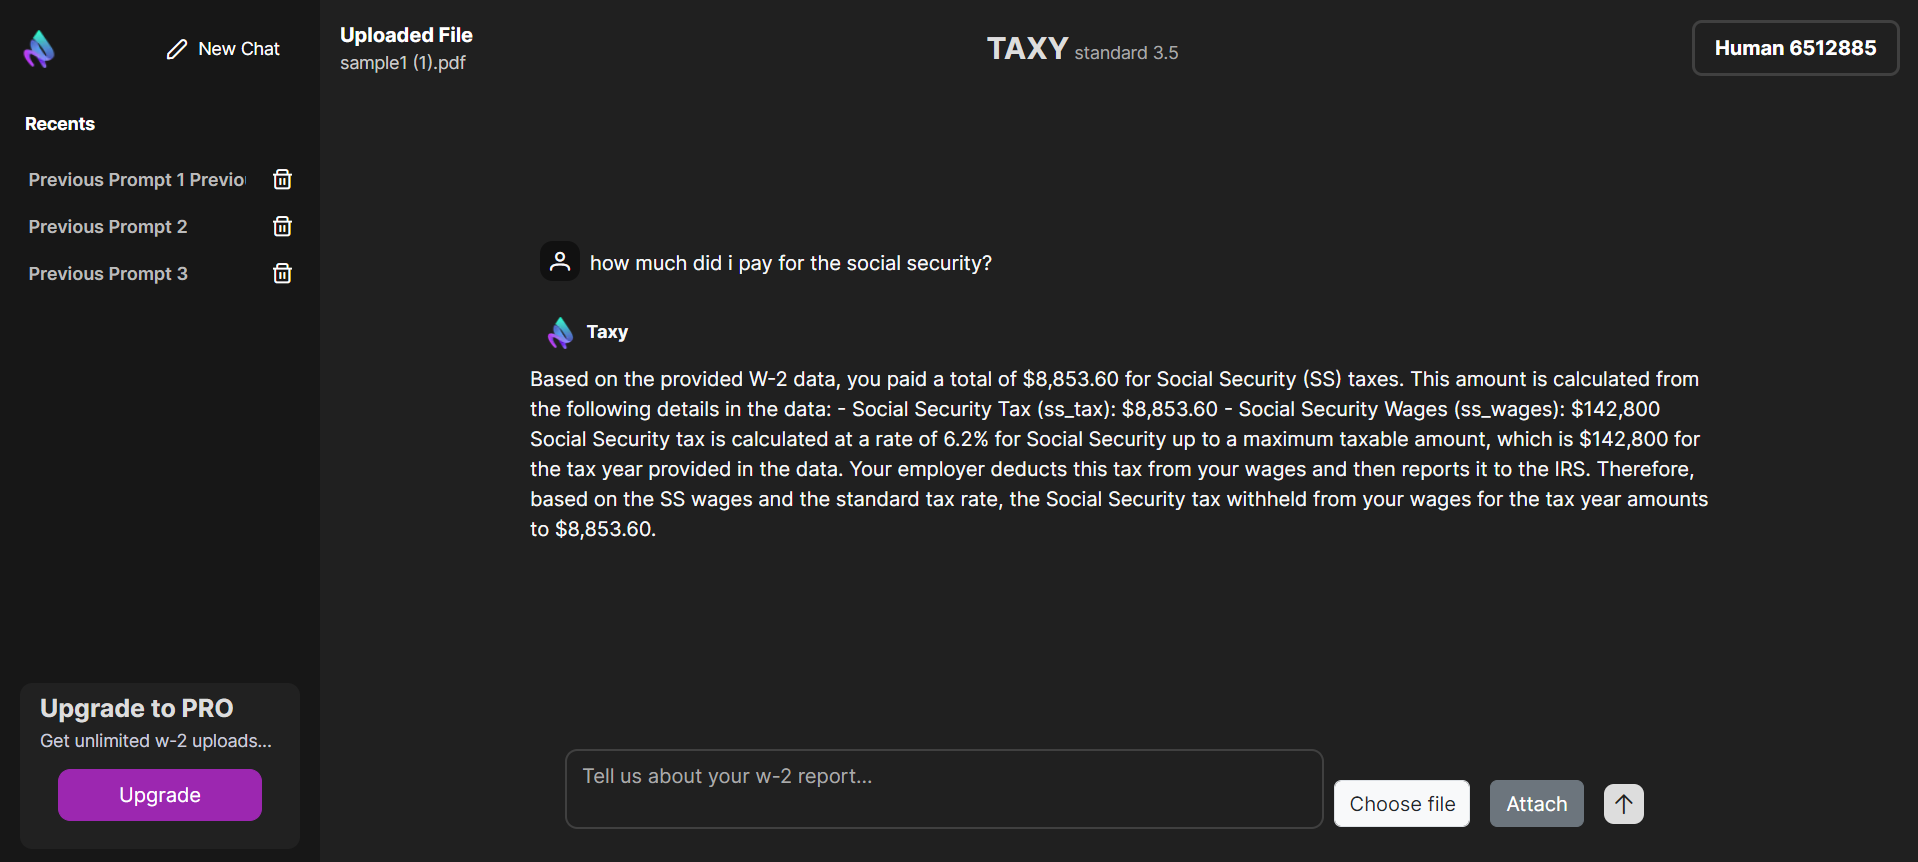 New Chat
Recents
Previous Prompt 1 Previo
Previous Prompt 2
Previous Prompt 3
Upgrade to PRO
Get unlimited w-2 uploads...
Upgrade
Uploaded File
sample1 (1).pdf
TAXY standard 3.5
Human 6512885
how much did i pay for the social security?
Taxy
Based on the provided W-2 data, you paid a total of $8,853.60 for Social Security (SS) taxes. This amount is calculated from
the following details in the data: - Social Security Tax (ss_tax): $8,853.60 - Social Security Wages (ss_wages): $142,800
Social Security tax is calculated at a rate of 6.2% for Social Security up to a maximum taxable amount, which is $142,800 for
the tax year provided in the data. Your employer deducts this tax from your wages and then reports it to the IRS. Therefore,
based on the SS wages and the standard tax rate, the Social Security tax withheld from your wages for the tax year amounts
to $8,853.60.
Tell us about your w-2 report...
Choose file
Attach